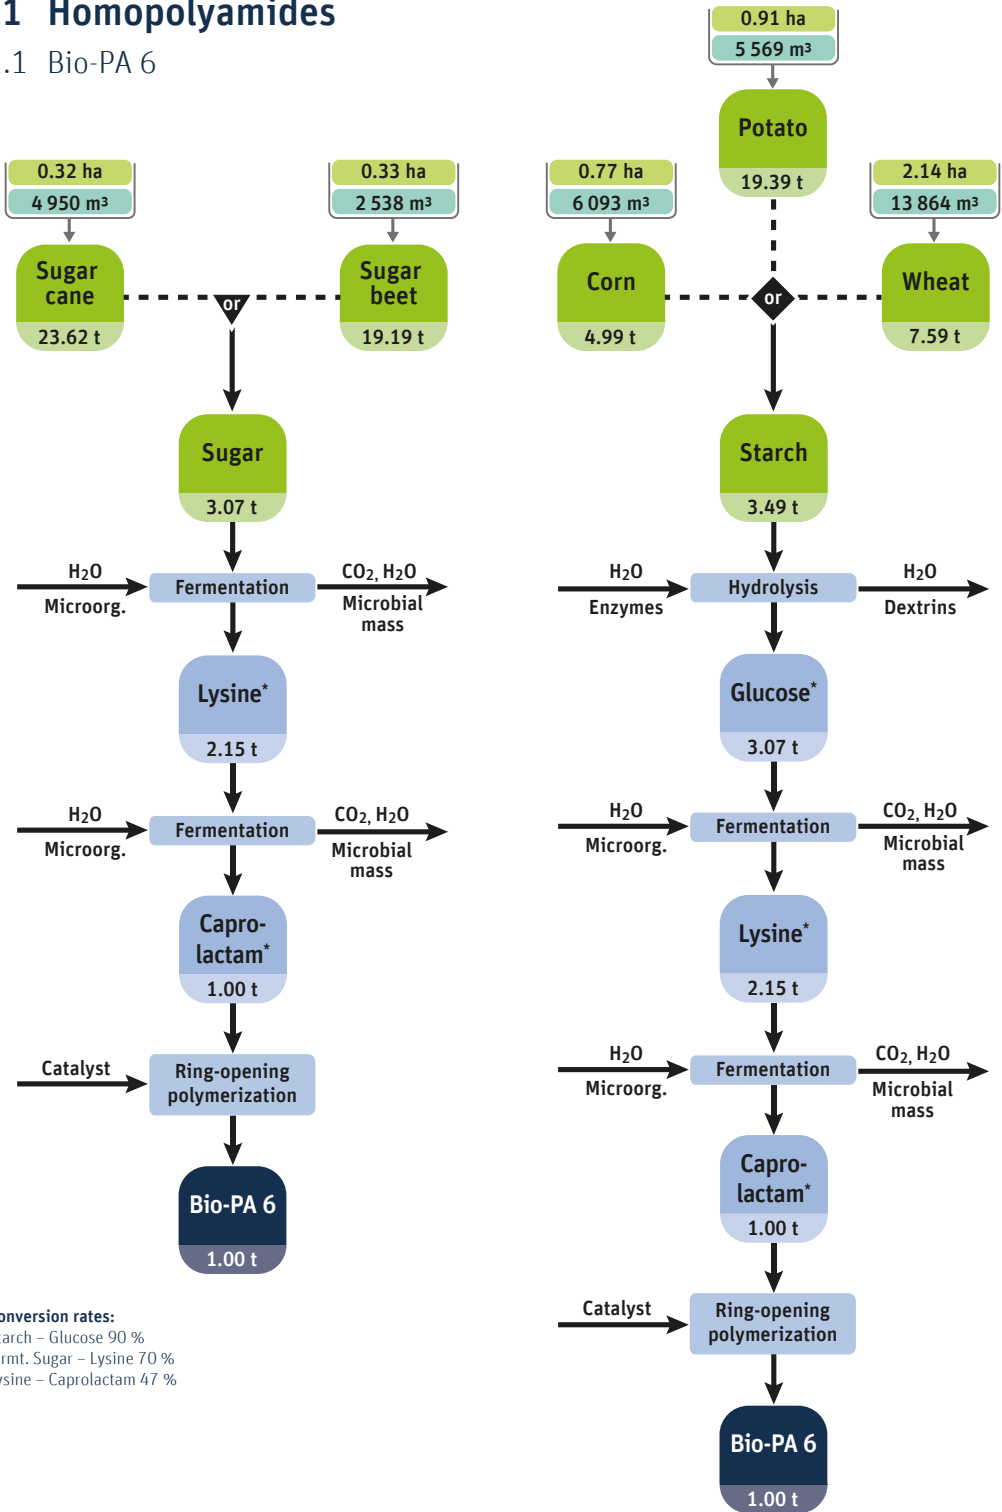 1 Homopolyamides
.1 Bio-PA 6
0.32 ha
4 950 m³
Sugar
cane
23.62 t
or
0.33 ha
2 538 m³
Sugar
beet
19.19 t
Sugar
3.07 t
H₂O
Microorg.
Fermentation
CO₂, H₂O
Microbial
mass
Lysine*
2.15 t
H₂O
Microorg.
Fermentation
CO₂, H₂O
Microbial
mass
Capro-
lactam*
1.00 t
Catalyst
Ring-opening
polymerization
Bio-PA 6
1.00 t
onversion rates:
tarch – Glucose 90 %
rmt. Sugar – Lysine 70 %
ysine – Caprolactam 47 %
0.91 ha
5 569 m³
Potato
19.39 t
0.77 ha
6 093 m³
Corn
4.99 t
or
2.14 ha
13 864 m³
Wheat
7.59 t
Starch
3.49 t
H₂O
Enzymes
Hydrolysis
H₂O
Dextrins
Glucose*
3.07 t
H₂O
Microorg.
Fermentation
CO₂, H₂O
Microbial
mass
Lysine*
2.15 t
H₂O
Microorg.
Fermentation
CO₂, H₂O
Microbial
mass
Capro-
lactam*
1.00 t
Catalyst
Ring-opening
polymerization
Bio-PA 6
1.00 t